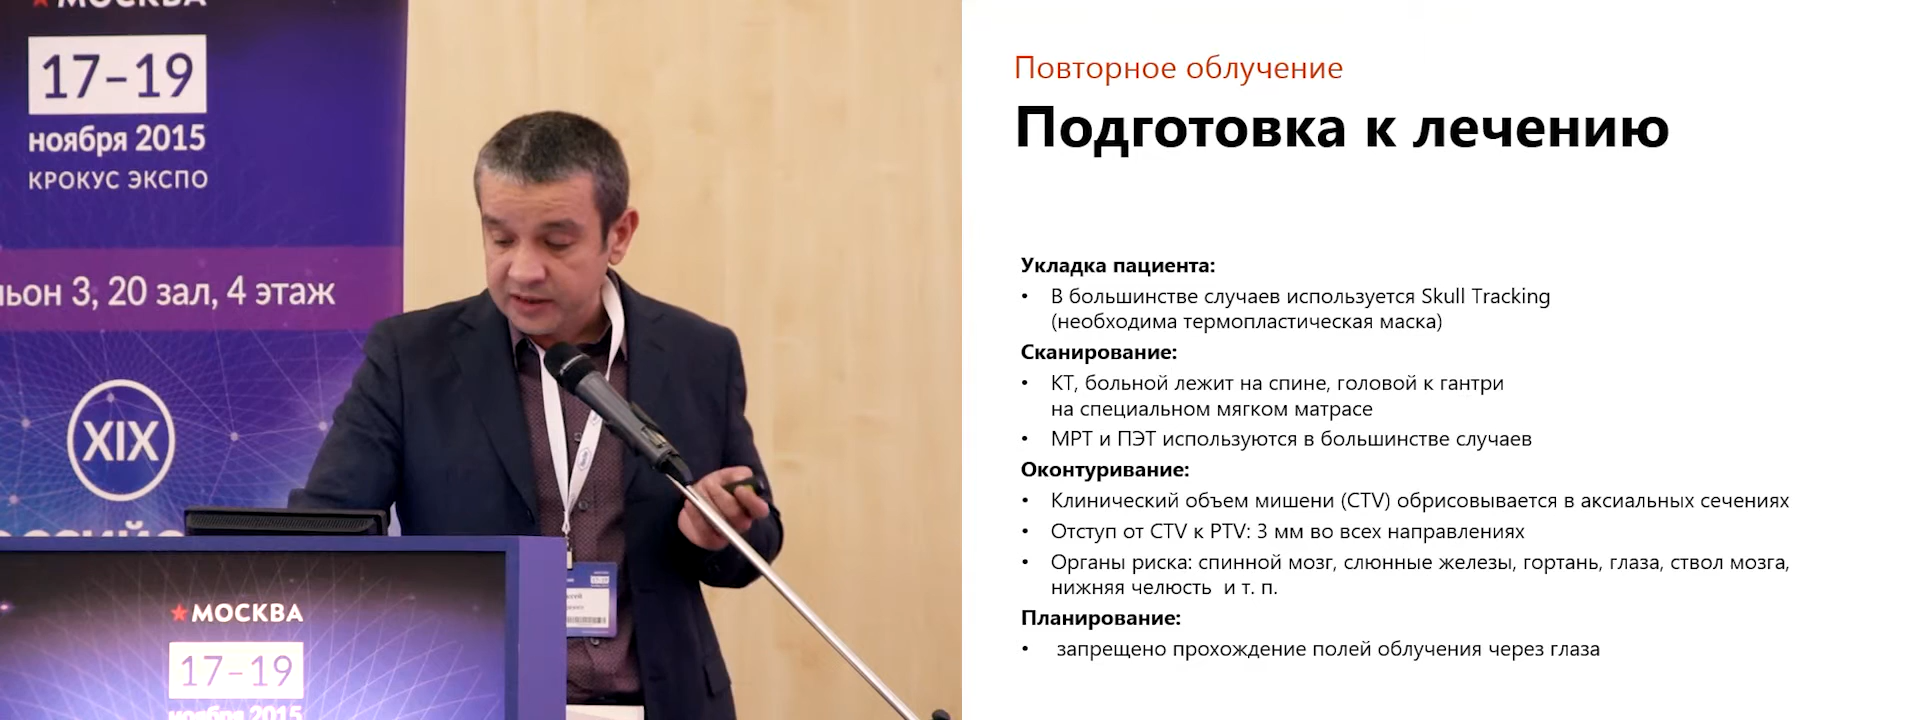 МОСКВА
17–19
ноября 2015
КРОКУС ЭКСПО
3, 20 зал, 4 этаж
XIX
МОСКВА
17–19
ноября 2015
Повторное облучение
Подготовка к лечению
Укладка пациента:
• В большинстве случаев используется Skull Tracking
(необходима термопластическая маска)
Сканирование:
• КТ, больной лежит на спине, головой к гантри
на специальном мягком матрасе
• МРТ и ПЭТ используются в большинстве случаев
Оконтуривание:
• Клинический объем мишени (CTV) обрисовывается в аксиальных сечениях
• Отступ от CTV к PTV: 3 мм во всех направлениях
• Органы риска: спинной мозг, слюнные железы, гортань, глаза, ствол мозга,
нижняя челюсть и т. п.
Планирование:
• запрещено прохождение полей облучения через глаза